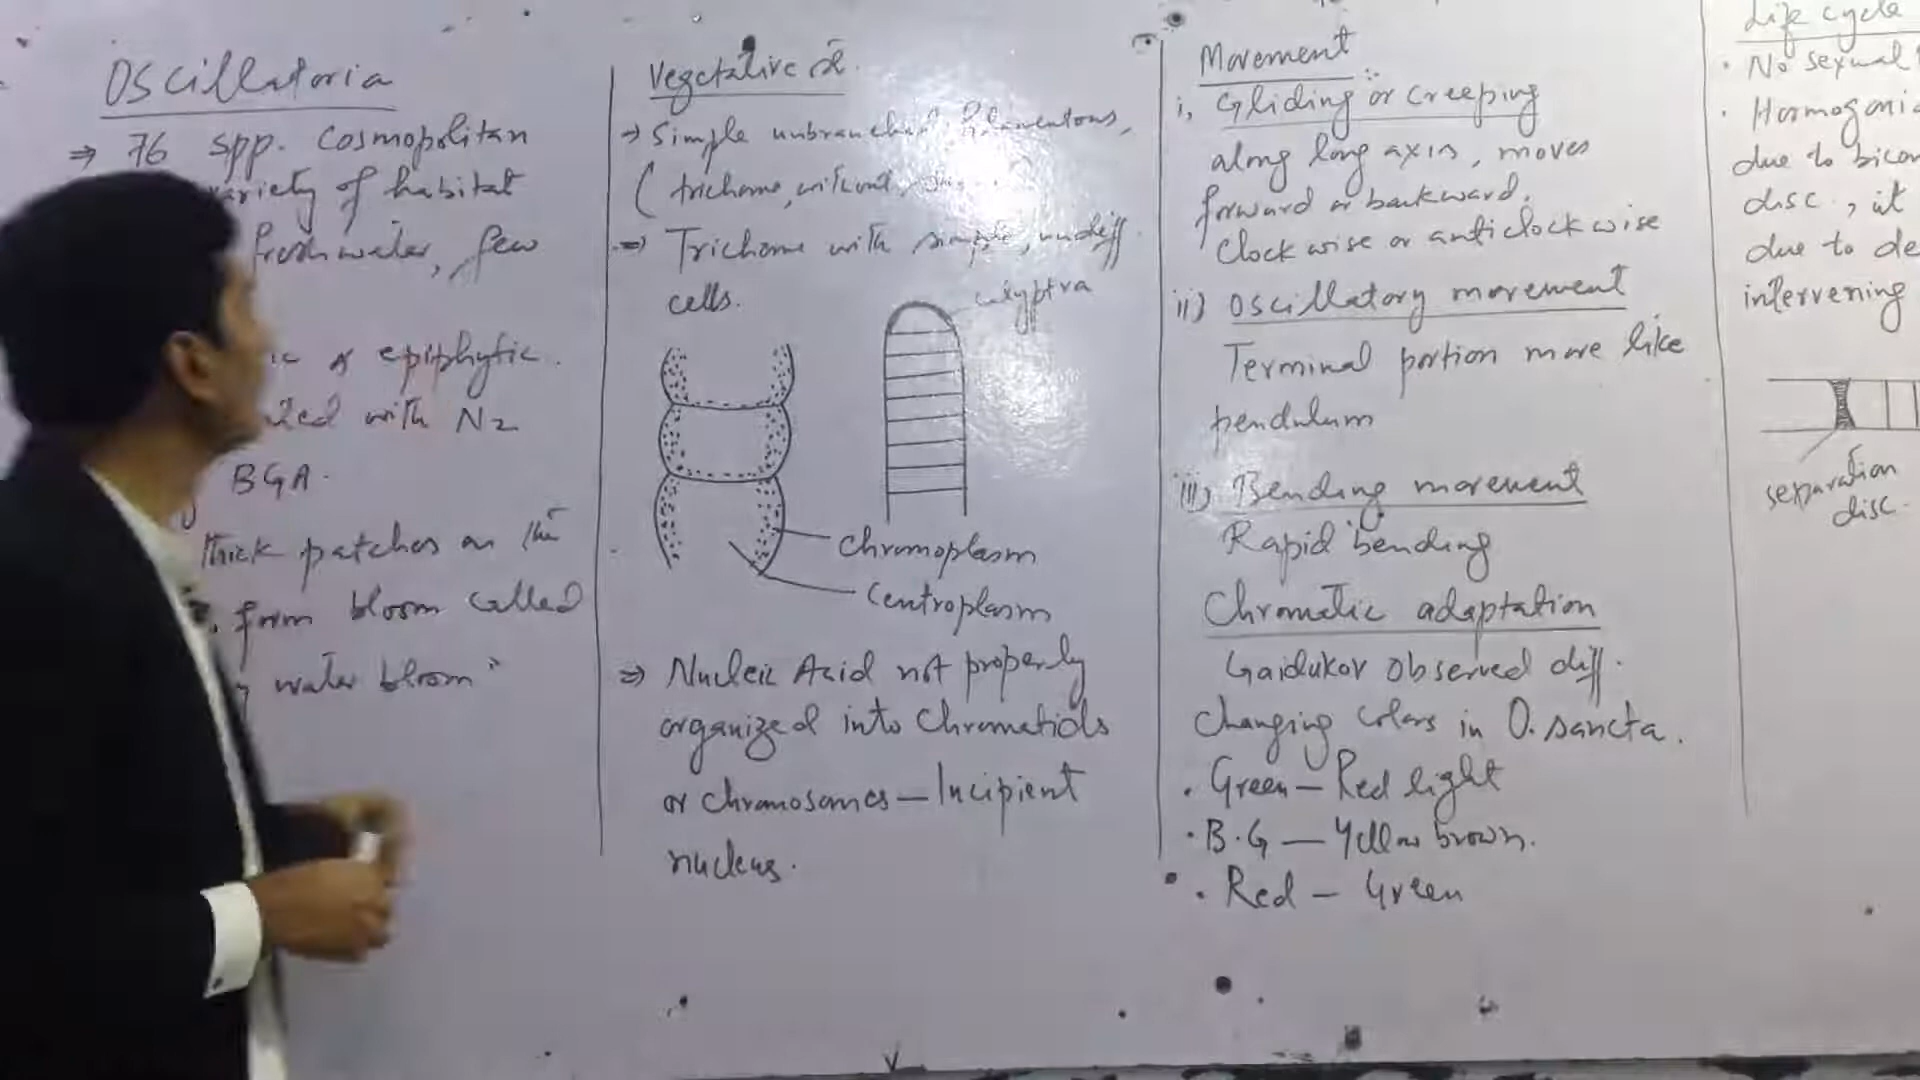 Oscillatoria
⇒ 76 spp. Cosmopolitan
variety of habitat
freshwater, few
epiphytic.
with N2
BGA.
thick patches on the
form bloom called
water bloom"
Vegetative
→ Simple unbranched, filamentous,
(trichome, without
⇒ Trichome with simple, undiff.
cells.
calyptra
Chromoplasm
Centroplasm
⇒ Nucleic Acid not properly
organized into Chromatids
or chromosomes — Incipient
nucleus.
Movement
i, Gliding or Creeping
along long axis, moves
forward or backward.
Clockwise or anticlockwise
ii) Oscillatory movement
Terminal portion move like
pendulum
iii) Bending movement
Rapid bending
Chromatic adaptation
Gaidukov observed diff.
Changing colors in O. sancta.
. Green – Red light
. B.G — Yellow brown.
. Red – Green
Life cycle
. No sexual
. Hormogoni
due to bicon
disc., it
due to de
intervening
separation
disc.